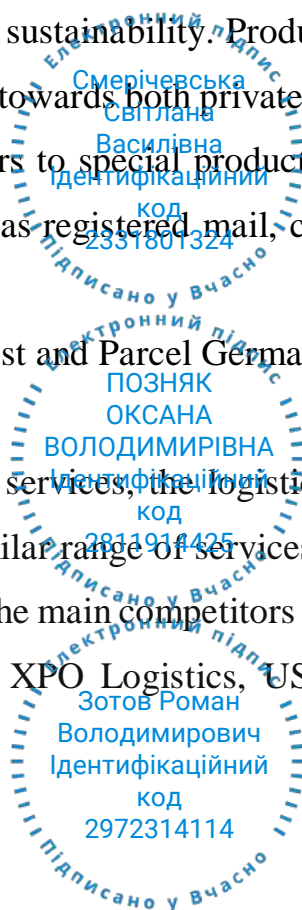 sustainability. Produ
towards both private
rs to special product
as registered mail, c
st and Parcel Germa
services, the logistic
ilar range of services
he main competitors
XPO Logistics, US
Електронний підпис
Смерічевська
Світлана
Василівна
Ідентифікаційний
код
2331801324
Підписано у Вчасно
Електронний підпис
ПОЗНЯК
ОКСАНА
ВОЛОДИМИРІВНА
Ідентифікаційний
код
2811914425
Підписано у Вчасно
Електронний підпис
Зотов Роман
Володимирович
Ідентифікаційний
код
2972314114
Підписано у Вчасно